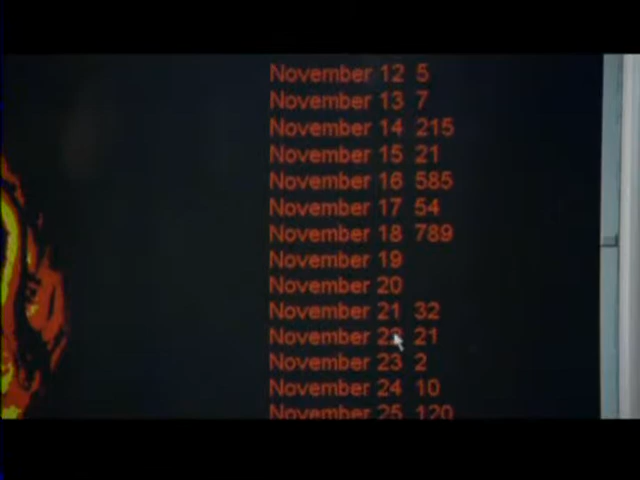 November 12 5
November 13 7
November 14 215
November 15 21
November 16 585
November 17 54
November 18 789
November 19
November 20
November 21 32
November 22 21
November 23 2
November 24 10
November 25 120